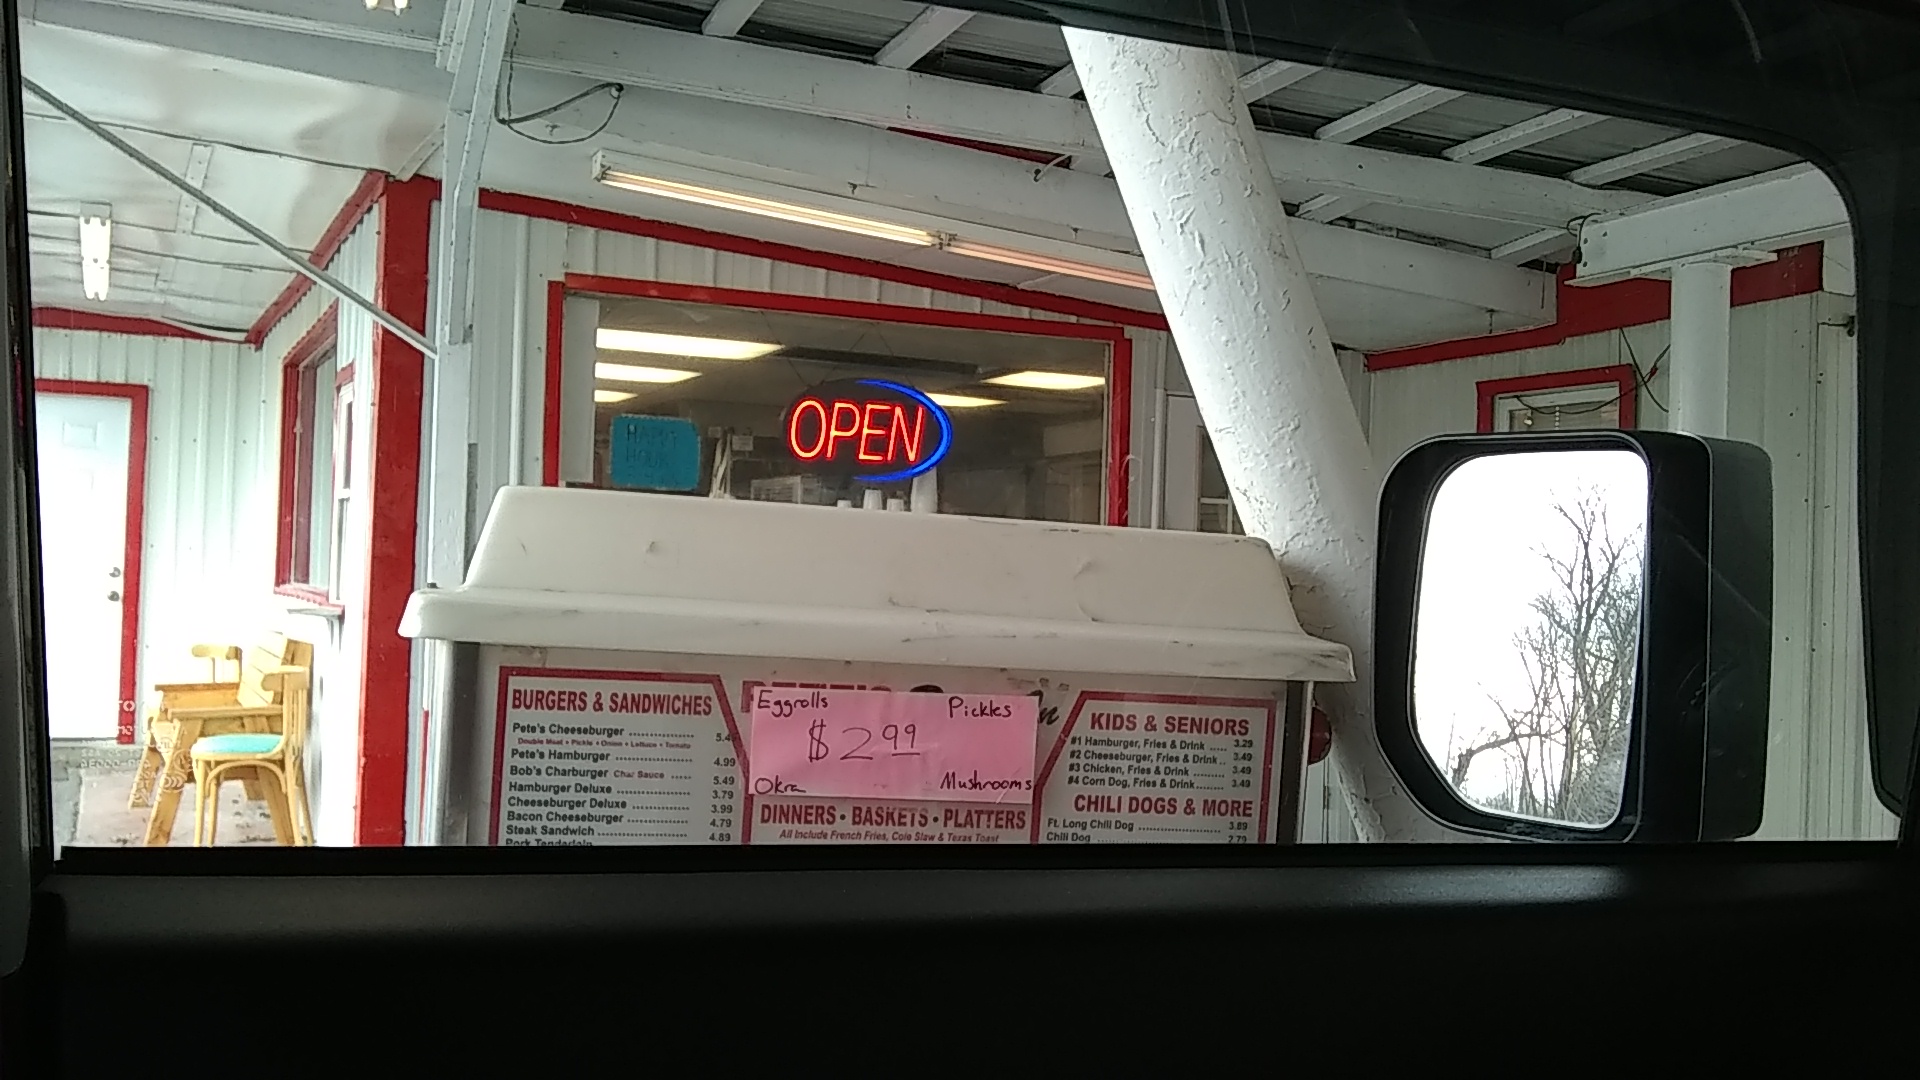 OPEN
HAPPY
HOUR
BURGERS & SANDWICHES
Pete's Cheeseburger
Double Meat • Pickle • Onion • Lettuce • Tomato
Pete's Hamburger 4.99
Bob's Charburger Char Sauce 5.49
Hamburger Deluxe 3.79
Cheeseburger Deluxe 3.99
Bacon Cheeseburger 4.79
Steak Sandwich 4.89
Pork Tenderloin
Eggrolls Pickles
$2.99
Okra Mushrooms
DINNERS • BASKETS • PLATTERS
All Include French Fries, Cole Slaw & Texas Toast
KIDS & SENIORS
#1 Hamburger, Fries & Drink ..... 3.29
#2 Cheeseburger, Fries & Drink .. 3.49
#3 Chicken, Fries & Drink ........... 3.49
#4 Corn Dog, Fries & Drink ....... 3.49
CHILI DOGS & MORE
Ft. Long Chili Dog ................... 3.89
Chili Dog 2.79